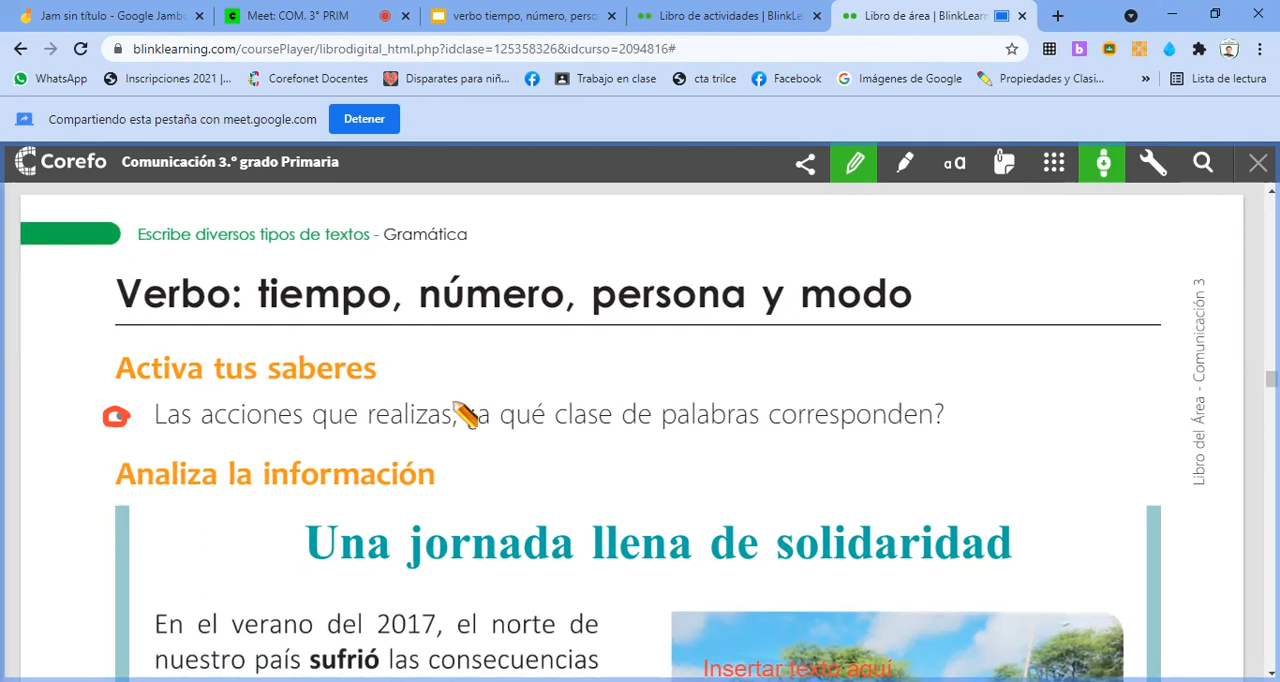 Jam sin título - Google Jambo
Meet: COM. 3° PRIM
verbo tiempo, número, perso
Libro de actividades | BlinkLe
Libro de área | BlinkLearn
blinklearning.com/coursePlayer/librodigital_html.php?idclase=125358326&idcurso=2094816#
WhatsApp
Inscripciones 2021 |...
Corefonet Docentes
Disparates para niñ...
Trabajo en clase
cta trilce
Facebook
Imágenes de Google
Propiedades y Clasi...
»
Lista de lectura
Compartiendo esta pestaña con meet.google.com
Detener
Corefo
Comunicación 3.º grado Primaria
a a
Escribe diversos tipos de textos - Gramática
Verbo: tiempo, número, persona y modo
Libro del Área - Comunicación 3
Activa tus saberes
Las acciones que realizas, ¿a qué clase de palabras corresponden?
Analiza la información
Una jornada llena de solidaridad
En el verano del 2017, el norte de
nuestro país sufrió las consecuencias
Insertar texto aquí